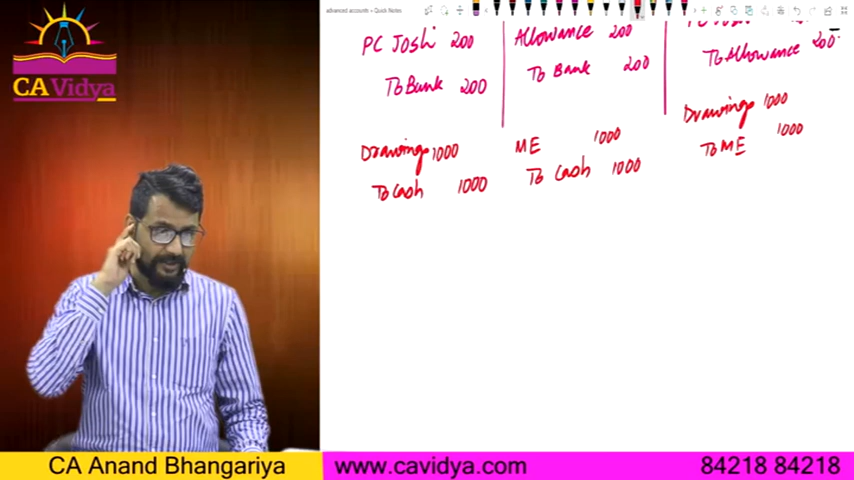 advanced accounts - Quick Notes
CA Vidya
PC Joshi 200
To Bank 200
Drawings 1000
To Cash 1000
Allowance 200
To Bank 200
ME 1000
To Cash 1000
To Allowance 200
Drawings 1000
To ME 1000
CA Anand Bhangariya
www.cavidya.com
84218 84218